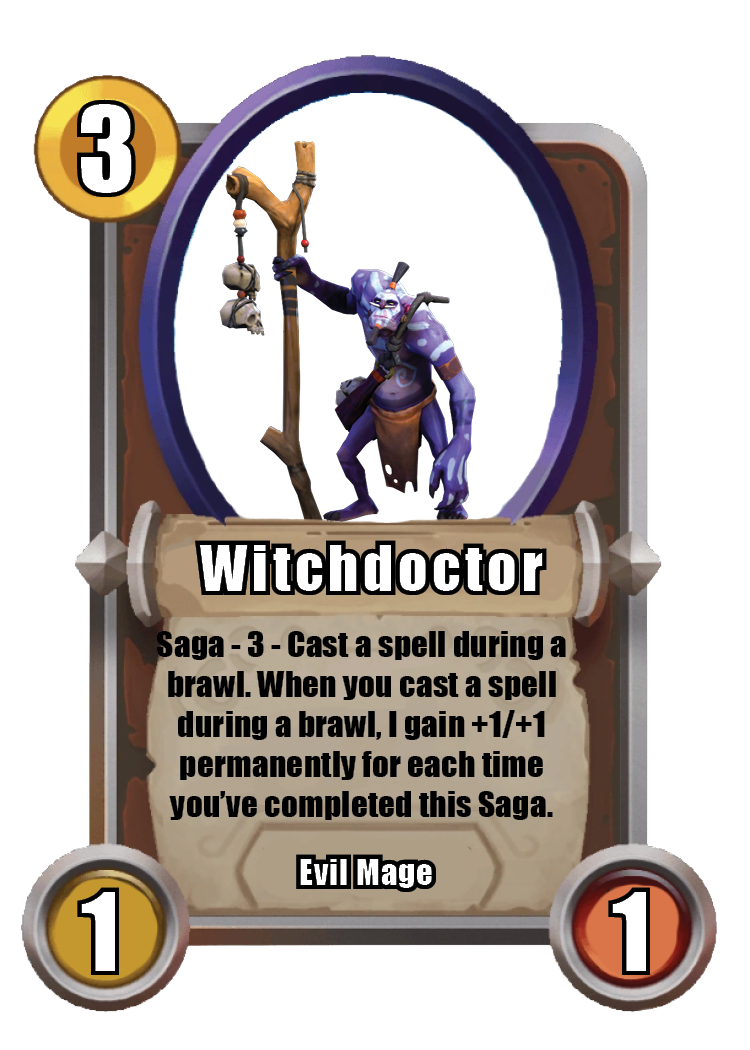 3
Witchdoctor
Saga - 3 - Cast a spell during a
brawl. When you cast a spell
during a brawl, I gain +1/+1
permanently for each time
you've completed this Saga.
Evil Mage
1
1